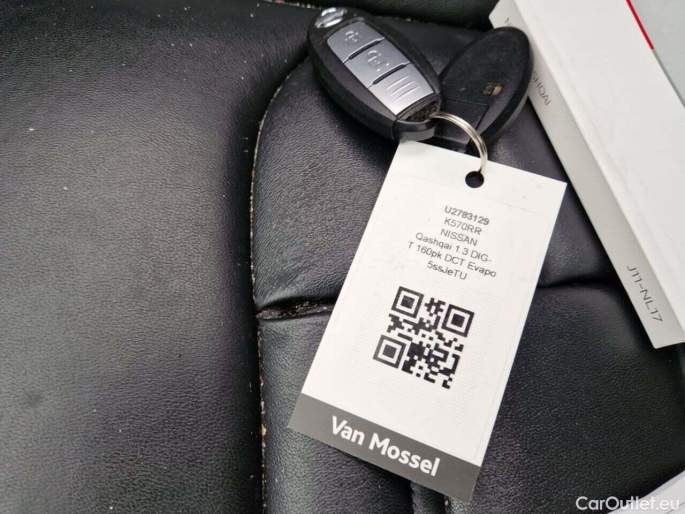 U2783129
K570RR
NISSAN
Qashqai 1.3 DIG-
T 160pk DCT Evapo
5ssJeTU
Van Mossel
J11-NL17
CarOutlet.eu